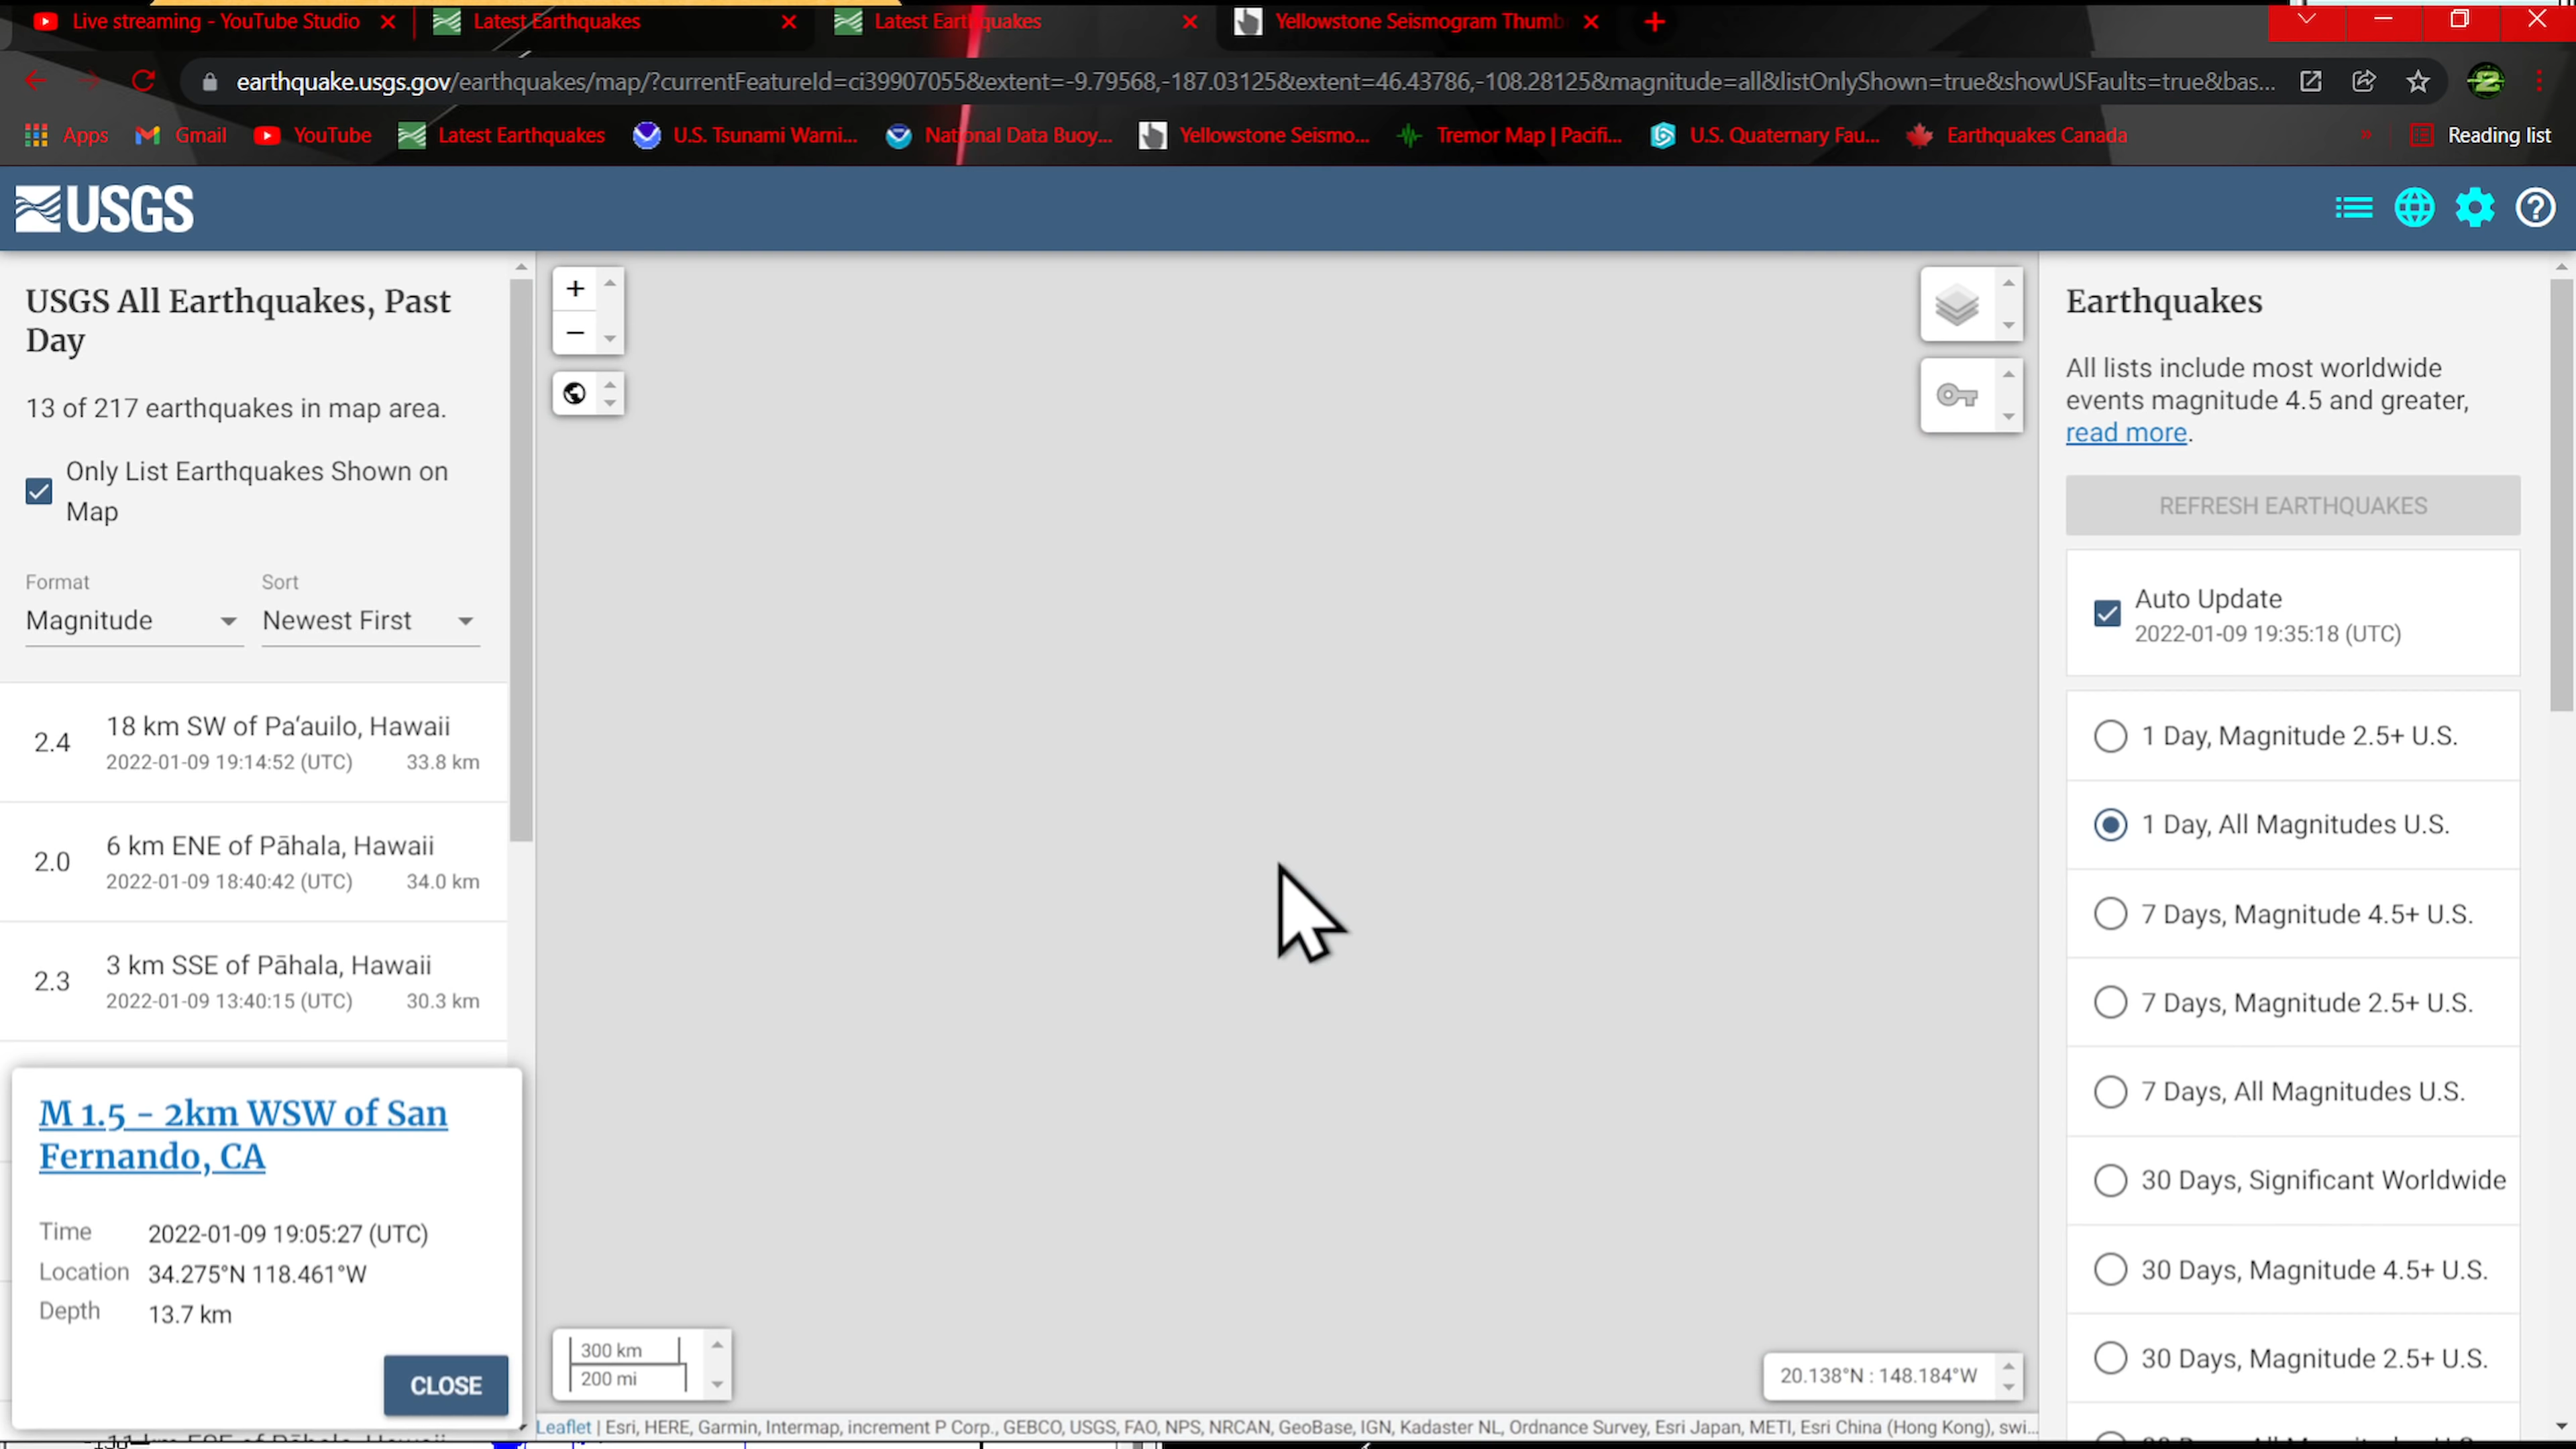 Live streaming - YouTube Studio
Latest Earthquakes
Latest Earthquakes
Yellowstone Seismogram Thumb
earthquake.usgs.gov/earthquakes/map/?currentFeatureId=ci39907055&extent=-9.79568,-187.03125&extent=46.43786,-108.28125&magnitude=all&listOnlyShown=true&showUSFaults=true&bas...
Apps
Gmail
YouTube
Latest Earthquakes
U.S. Tsunami Warni...
National Data Buoy...
Yellowstone Seismo...
Tremor Map | Pacifi...
U.S. Quaternary Fau...
Earthquakes Canada
»
Reading list
USGS
USGS All Earthquakes, Past
Day
13 of 217 earthquakes in map area.
Only List Earthquakes Shown on
Map
Format
Sort
Magnitude
Newest First
2.4
18 km SW of Pa‘auilo, Hawaii
2022-01-09 19:14:52 (UTC) 33.8 km
2.0
6 km ENE of Pāhala, Hawaii
2022-01-09 18:40:42 (UTC) 34.0 km
2.3
3 km SSE of Pāhala, Hawaii
2022-01-09 13:40:15 (UTC) 30.3 km
M 1.5 - 2km WSW of San
Fernando, CA
Time 2022-01-09 19:05:27 (UTC)
Location 34.275°N 118.461°W
Depth 13.7 km
CLOSE
+
−
300 km
200 mi
20.138°N : 148.184°W
Leaflet | Esri, HERE, Garmin, Intermap, increment P Corp., GEBCO, USGS, FAO, NPS, NRCAN, GeoBase, IGN, Kadaster NL, Ordnance Survey, Esri Japan, METI, Esri China (Hong Kong), swi...
Earthquakes
All lists include most worldwide
events magnitude 4.5 and greater,
read more.
REFRESH EARTHQUAKES
Auto Update
2022-01-09 19:35:18 (UTC)
1 Day, Magnitude 2.5+ U.S.
1 Day, All Magnitudes U.S.
7 Days, Magnitude 4.5+ U.S.
7 Days, Magnitude 2.5+ U.S.
7 Days, All Magnitudes U.S.
30 Days, Significant Worldwide
30 Days, Magnitude 4.5+ U.S.
30 Days, Magnitude 2.5+ U.S.